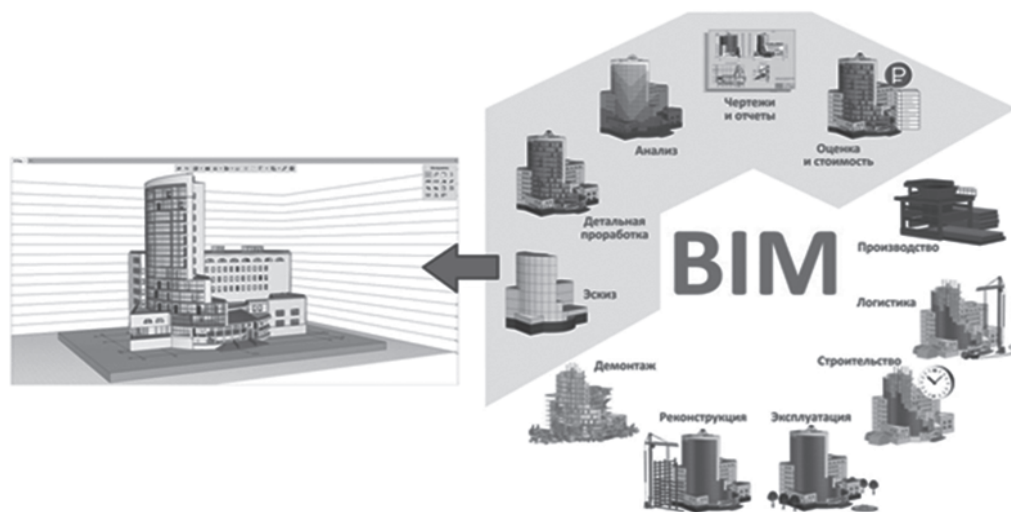 Чертежи
и отчеты
Анализ
Оценка
и стоимость
Детальная
проработка
BIM
Производство
Эскиз
Логистика
Строительство
Демонтаж
Реконструкция
Эксплуатация